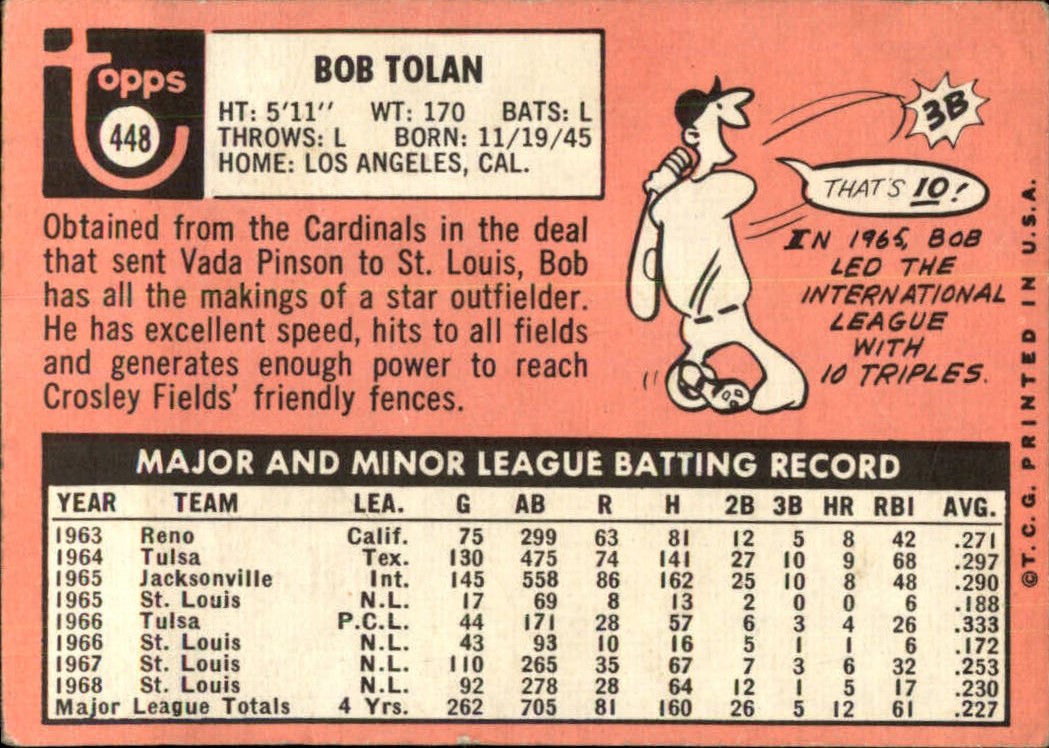 topps
448
BOB TOLAN
HT: 5'11" WT: 170 BATS: L
THROWS: L BORN: 11/19/45
HOME: LOS ANGELES, CAL.
Obtained from the Cardinals in the deal
that sent Vada Pinson to St. Louis, Bob
has all the makings of a star outfielder.
He has excellent speed, hits to all fields
and generates enough power to reach
Crosley Fields' friendly fences.
3B
THAT'S 10!
IN 1965, BOB
LED THE
INTERNATIONAL
LEAGUE
WITH
10 TRIPLES.
MAJOR AND MINOR LEAGUE BATTING RECORD
YEAR TEAM LEA. G AB R H 2B 3B HR RBI AVG.
1963 Reno Calif. 75 299 63 81 12 5 8 42 .271
1964 Tulsa Tex. 130 475 74 141 27 10 9 68 .297
1965 Jacksonville Int. 145 558 86 162 25 10 8 48 .290
1965 St. Louis N.L. 17 69 8 13 2 0 0 6 .188
1966 Tulsa P.C.L. 44 171 28 57 6 3 4 26 .333
1966 St. Louis N.L. 43 93 10 16 5 1 1 6 .172
1967 St. Louis N.L. 110 265 35 67 7 3 6 32 .253
1968 St. Louis N.L. 92 278 28 64 12 1 5 17 .230
Major League Totals 4 Yrs. 262 705 81 160 26 5 12 61 .227
©T.C.G. PRINTED IN U.S.A.